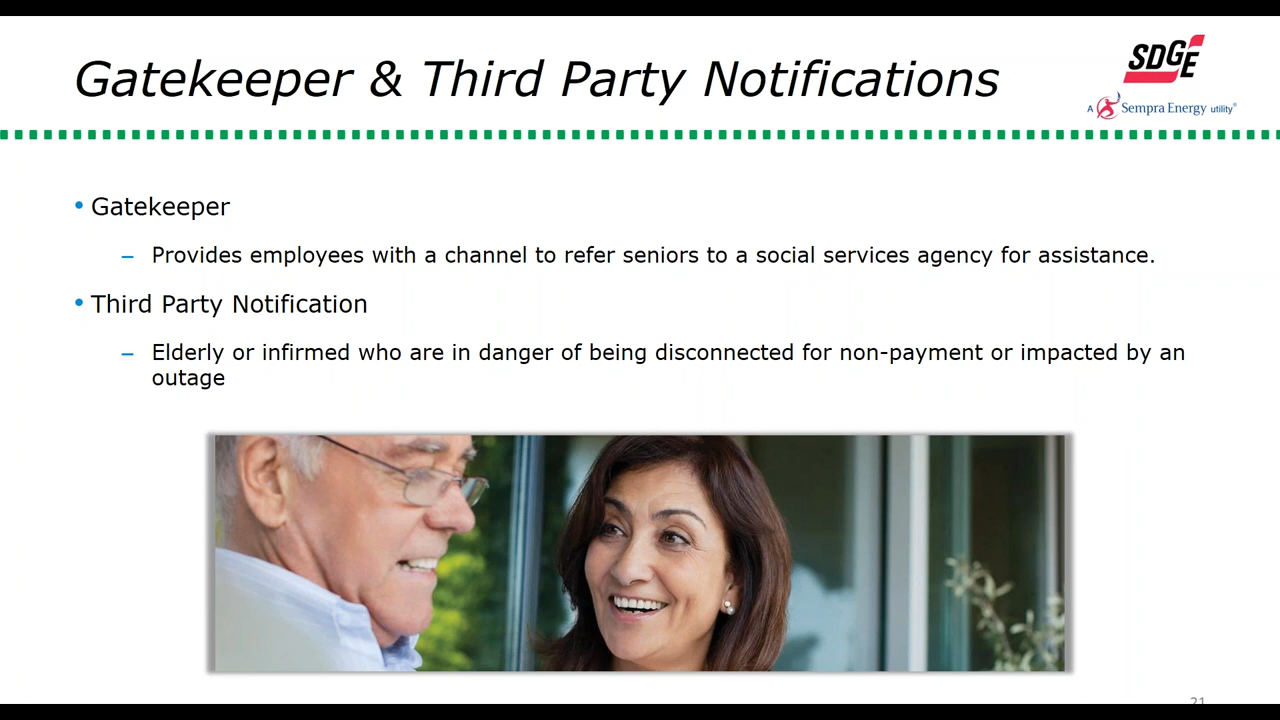 Gatekeeper & Third Party Notifications
SDGE
A Sempra Energy utility®
• Gatekeeper
– Provides employees with a channel to refer seniors to a social services agency for assistance.
• Third Party Notification
– Elderly or infirmed who are in danger of being disconnected for non-payment or impacted by an
outage
21